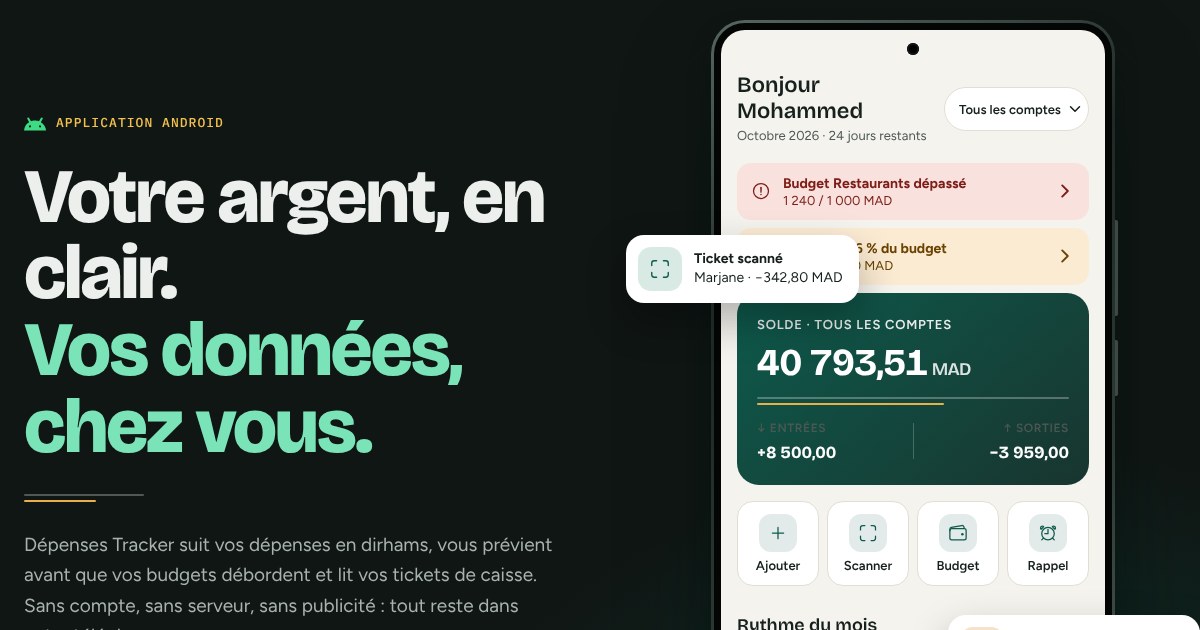 APPLICATION ANDROID
Votre argent, en
clair.
Vos données,
chez vous.
Dépenses Tracker suit vos dépenses en dirhams, vous prévient
avant que vos budgets débordent et lit vos tickets de caisse.
Sans compte, sans serveur, sans publicité : tout reste dans
Bonjour
Mohammed
Tous les comptes
Octobre 2026 · 24 jours restants
Budget Restaurants dépassé
1 240 / 1 000 MAD
% du budget
MAD
Ticket scanné
Marjane · −342,80 MAD
SOLDE · TOUS LES COMPTES
40 793,51 MAD
↓ ENTRÉES
↑ SORTIES
+8 500,00
−3 959,00
Ajouter
Scanner
Budget
Rappel
Rythme du mois